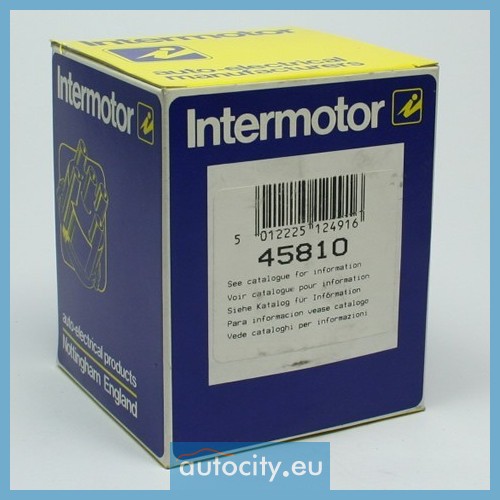 auto-electrical
manufacturers
Intermotor
auto-electrical products
Nottingham England
Intermotor
5 012225 124916
45810
See catalogue for information
Voir catalogue pour information
Siehe Katalog für Information
Para informacion vease catalogo
Vede cataloghi per informazioni
autocity.eu